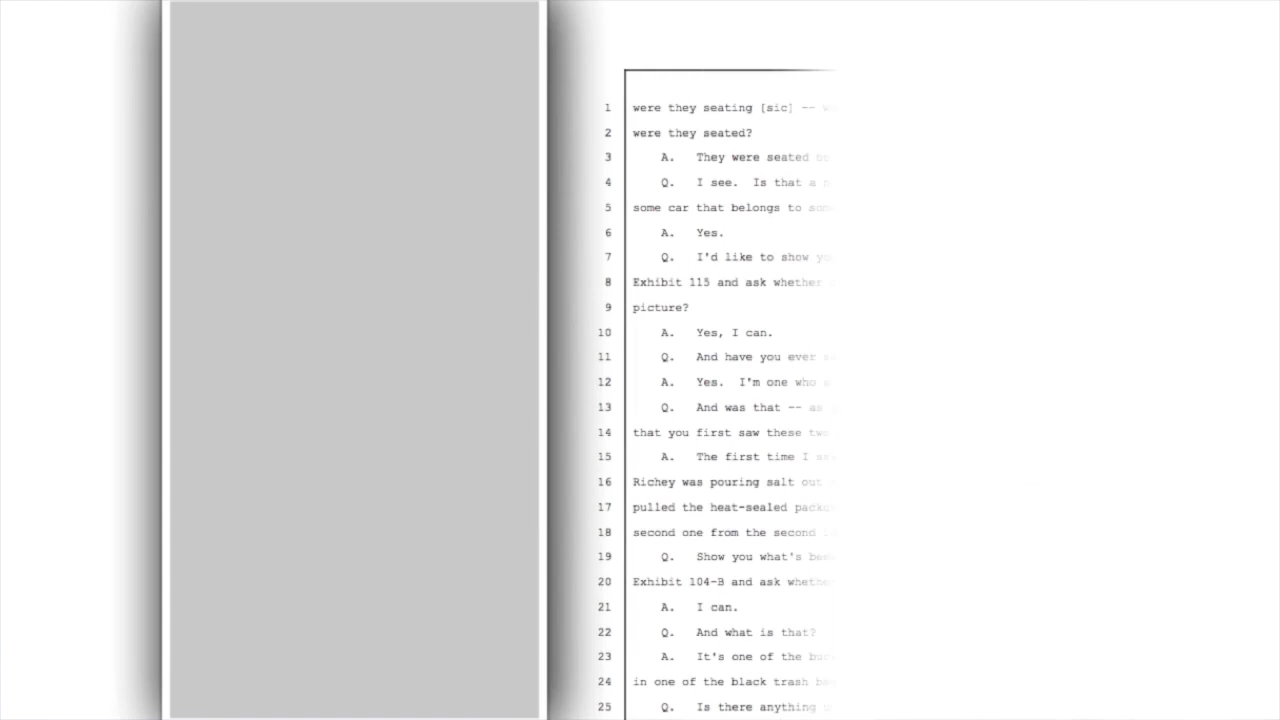 1 were they seating [sic] --
2 were they seated?
3 A. They were seated
4 Q. I see. Is that a
5 some car that belongs to
6 A. Yes.
7 Q. I'd like to show
8 Exhibit 115 and ask whether
9 picture?
10 A. Yes, I can.
11 Q. And have you ever
12 A. Yes. I'm one who
13 Q. And was that -- as
14 that you first saw these two
15 A. The first time I
16 Richey was pouring salt out
17 pulled the heat-sealed
18 second one from the second
19 Q. Show you what's
20 Exhibit 104-B and ask
21 A. I can.
22 Q. And what is that?
23 A. It's one of the
24 in one of the black trash
25 Q. Is there anything